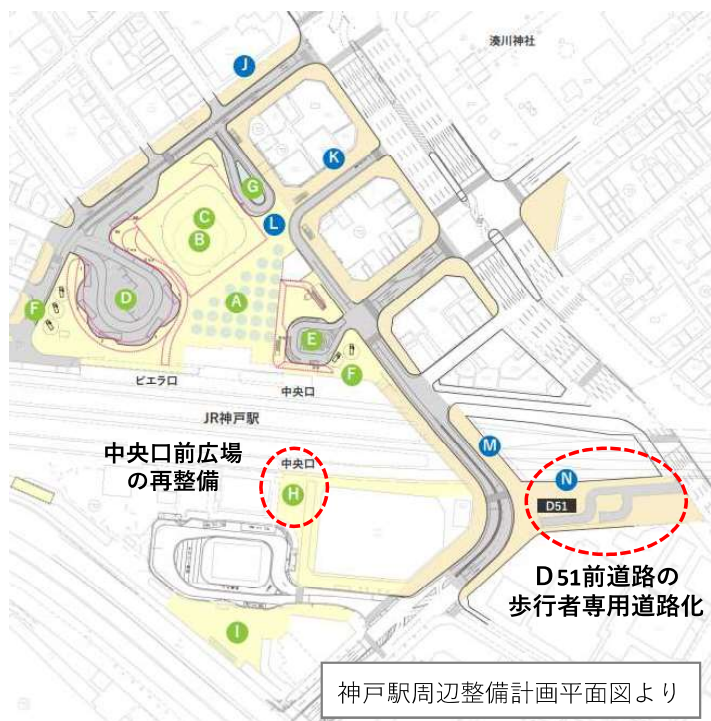 湊川神社
J
K
G
L
C
B
D
A
F
E
F
ピエラ口
中央口
JR神戸駅
中央口前広場
の再整備
中央口
H
M
N
D51
D51前道路の
歩行者専用道路化
I
神戸駅周辺整備計画平面図より